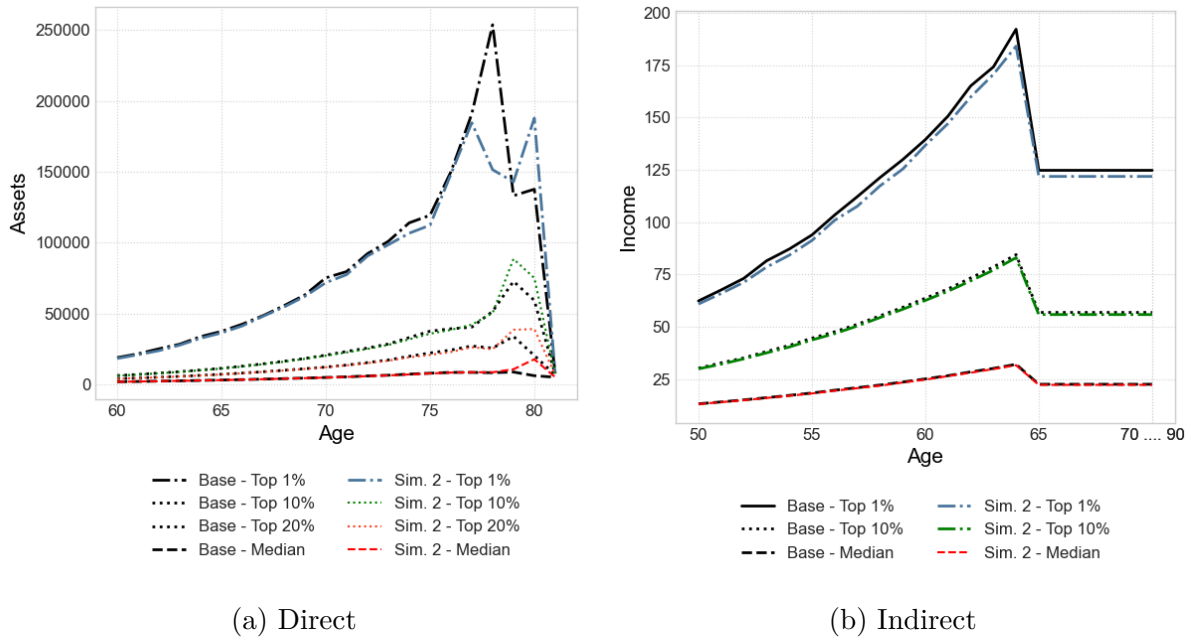 250000
200000
150000
100000
50000
0
Assets
60 65 70 75 80
Age
Base - Top 1%
Base - Top 10%
Base - Top 20%
Base - Median
Sim. 2 - Top 1%
Sim. 2 - Top 10%
Sim. 2 - Top 20%
Sim. 2 - Median
(a) Direct
200
175
150
125
100
75
50
25
Income
50 55 60 65 70 .... 90
Age
Base - Top 1%
Base - Top 10%
Base - Median
Sim. 2 - Top 1%
Sim. 2 - Top 10%
Sim. 2 - Median
(b) Indirect